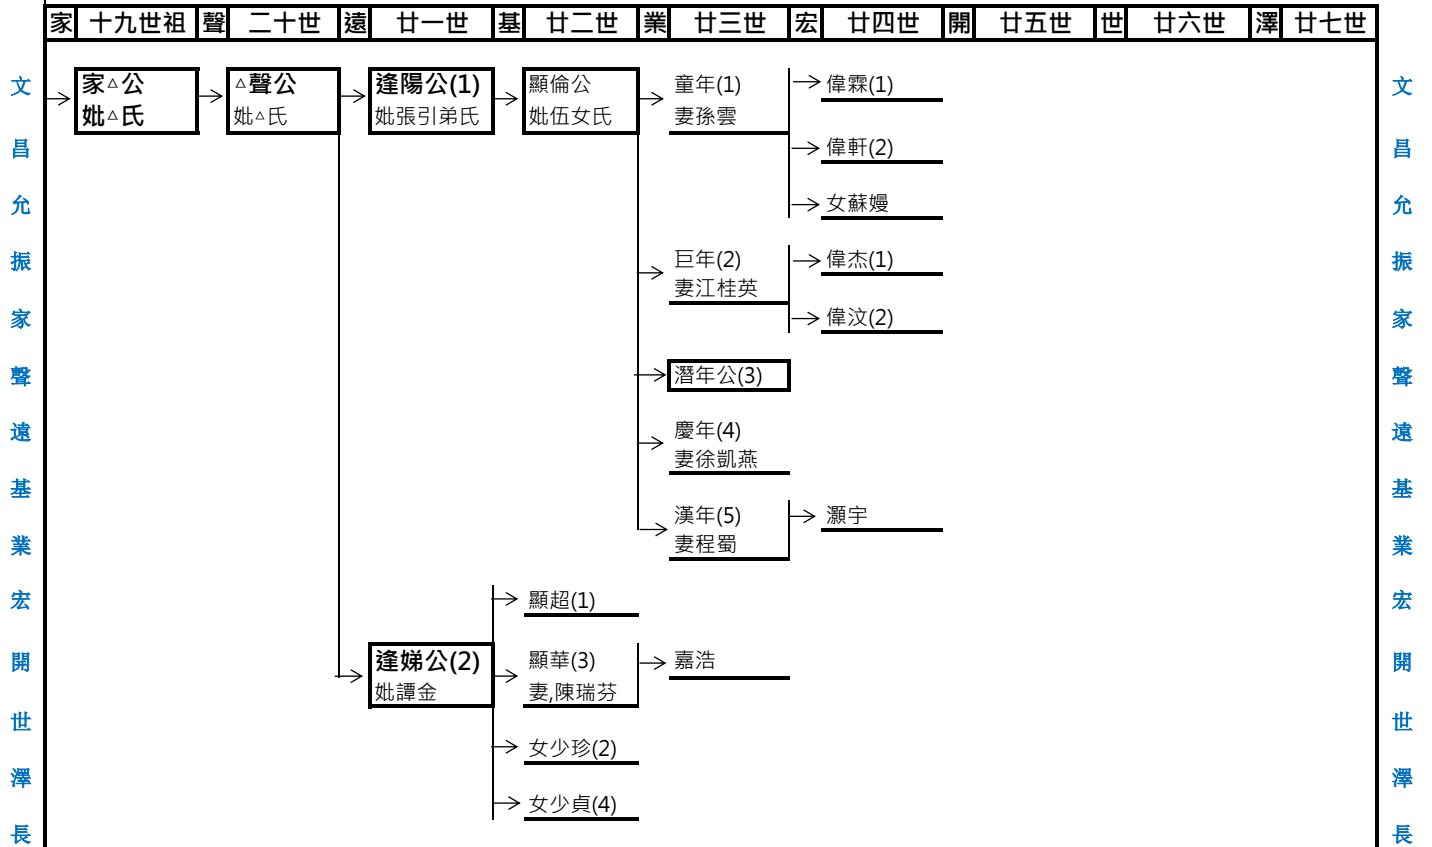 家 十九世祖 聲 二十世 遠 廿一世 基 廿二世 業 廿三世 宏 廿四世 開 廿五世 世 廿六世 澤 廿七世
文
昌
允
振
家
聲
遠
基
業
宏
開
世
澤
長
家△公
妣△氏
△聲公
妣△氏
逢陽公(1)
妣張引弟氏
顯倫公
妣伍女氏
童年(1)
妻孫雲
偉霖(1)
偉軒(2)
女蘇嫚
巨年(2)
妻江桂英
偉杰(1)
偉汶(2)
潛年公(3)
慶年(4)
妻徐凱燕
漢年(5)
妻程蜀
灝宇
逢娣公(2)
妣譚金
顯超(1)
顯華(3)
妻,陳瑞芬
嘉浩
女少珍(2)
女少貞(4)
文
昌
允
振
家
聲
遠
基
業
宏
開
世
澤
長